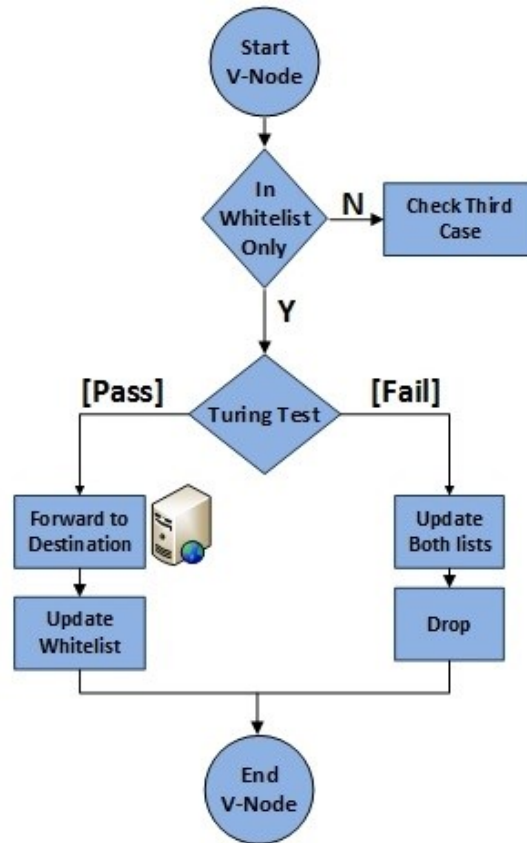 Start
V-Node
In
Whitelist
Only
N
Check Third
Case
Y
[Pass]
Turing Test
[Fail]
Forward to
Destination
Update
Both lists
Update
Whitelist
Drop
End
V-Node